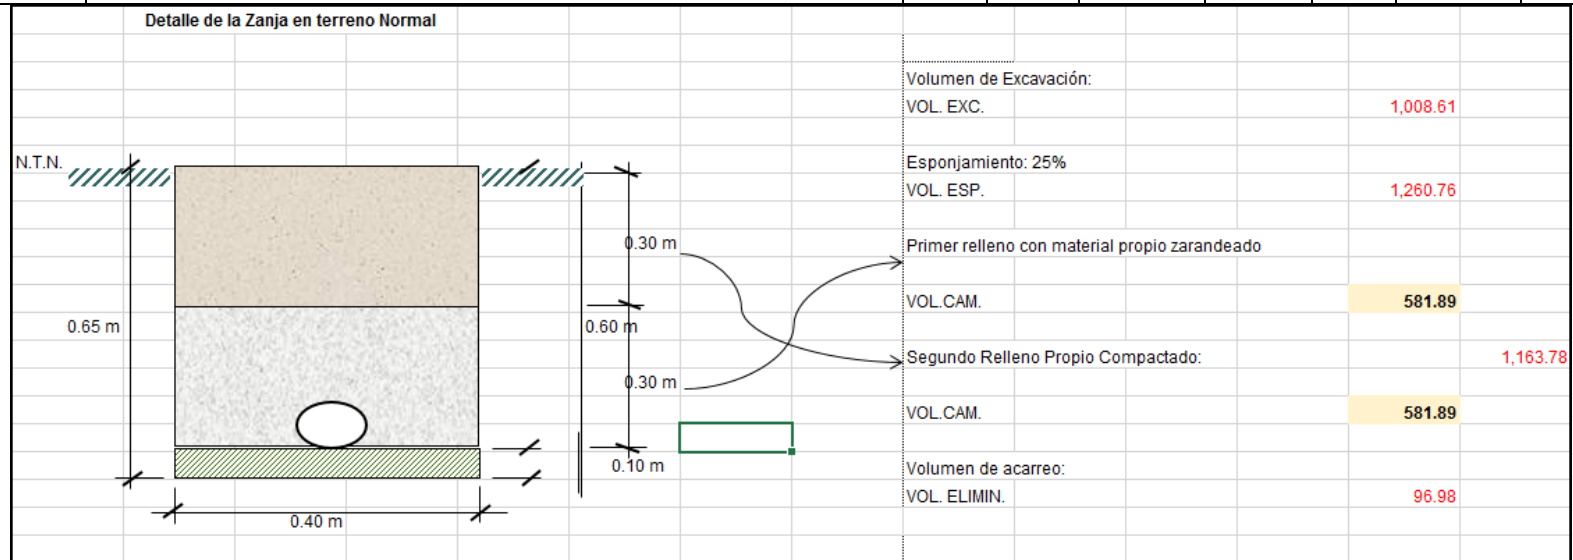 Detalle de la Zanja en terreno Normal
Volumen de Excavación:
VOL. EXC. 1,008.61
N.T.N.
Esponjamiento: 25%
VOL. ESP. 1,260.76
0.30 m
Primer relleno con material propio zarandeado
VOL.CAM. 581.89
0.65 m
0.60 m
Segundo Relleno Propio Compactado: 1,163.78
0.30 m
VOL.CAM. 581.89
0.10 m
Volumen de acarreo:
VOL. ELIMIN. 96.98
0.40 m